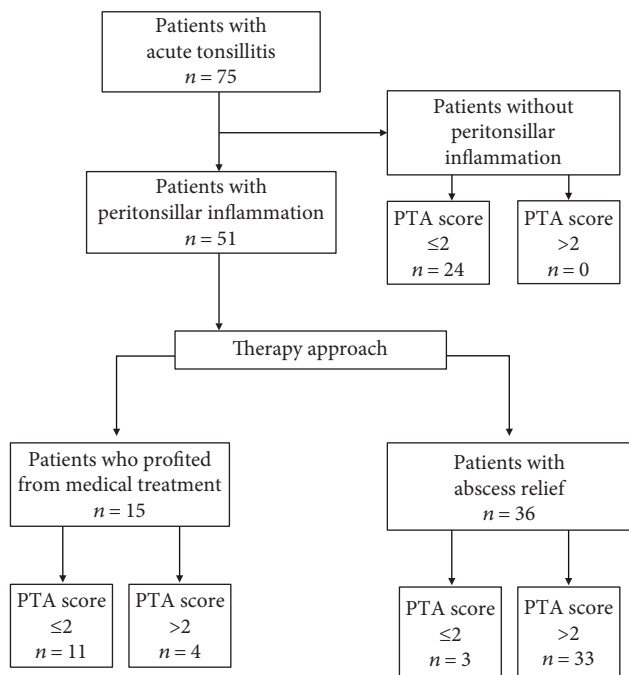 Patients with
acute tonsillitis
n = 75
Patients without
peritonsillar
inflammation
Patients with
peritonsillar inflammation
n = 51
PTA score
≤2
n = 24
PTA score
>2
n = 0
Therapy approach
Patients who profited
from medical treatment
n = 15
Patients with
abscess relief
n = 36
PTA score
≤2
n = 11
PTA score
>2
n = 4
PTA score
≤2
n = 3
PTA score
>2
n = 33